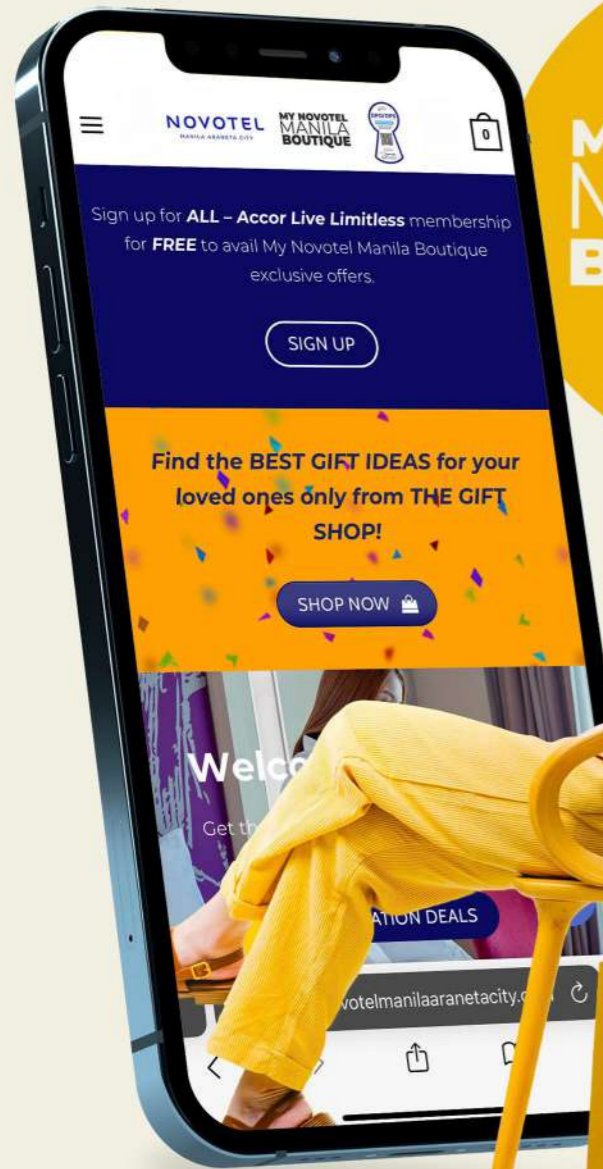 NOVOTEL
MANILA ARANETA CITY
MY NOVOTEL
MANILA
BOUTIQUE
0
Sign up for ALL – Accor Live Limitless membership
for FREE to avail My Novotel Manila Boutique
exclusive offers.
SIGN UP
Find the BEST GIFT IDEAS for your
loved ones only from THE GIFT
SHOP!
SHOP NOW
Welco
Get th
ATION DEALS
votelmanilaaranetacity.
M
N
B